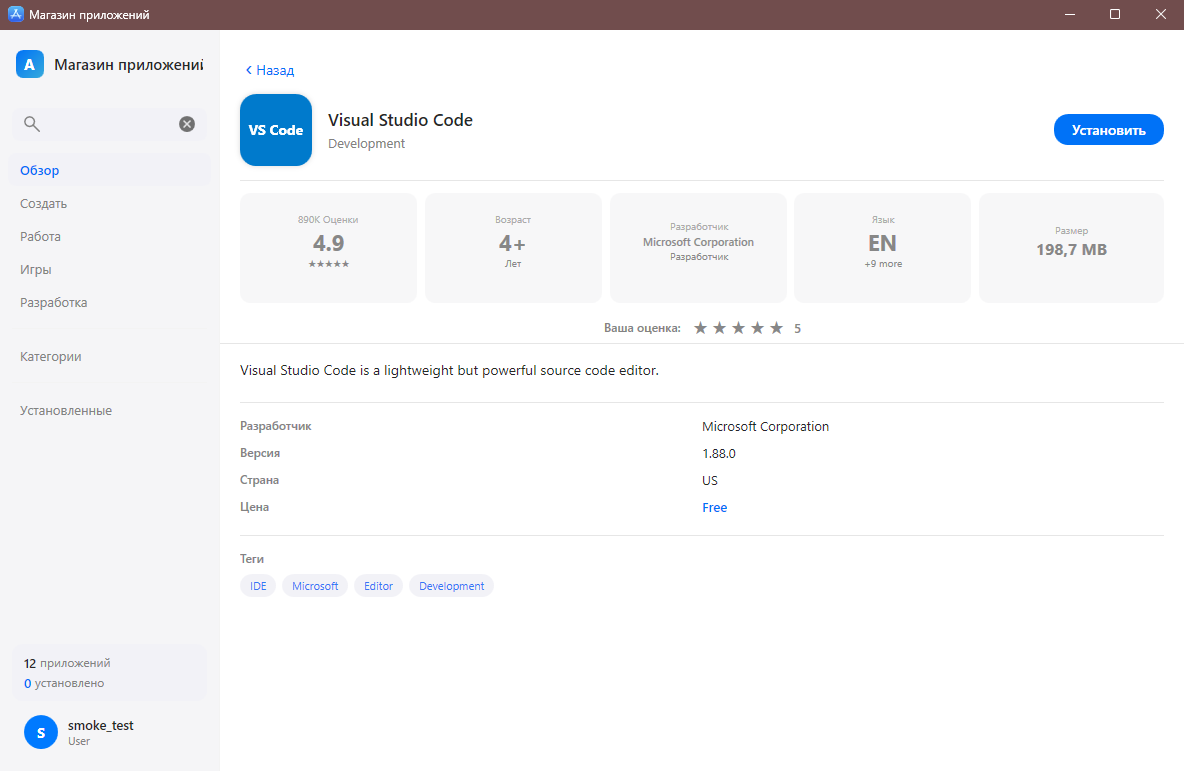 Магазин приложений
A Магазин приложений
Обзор
Создать
Работа
Игры
Разработка
Категории
Установленные
12 приложений
0 установлено
S
smoke_test
User
Назад
VS Code
Visual Studio Code
Development
Установить
890K Оценки
4.9
★★★★★
Возраст
4+
Лет
Разработчик
Microsoft Corporation
Разработчик
Язык
EN
+9 more
Размер
198,7 MB
Ваша оценка: ★ ★ ★ ★ ★ 5
Visual Studio Code is a lightweight but powerful source code editor.
Разработчик Microsoft Corporation
Версия 1.88.0
Страна US
Цена Free
Теги
IDE Microsoft Editor Development